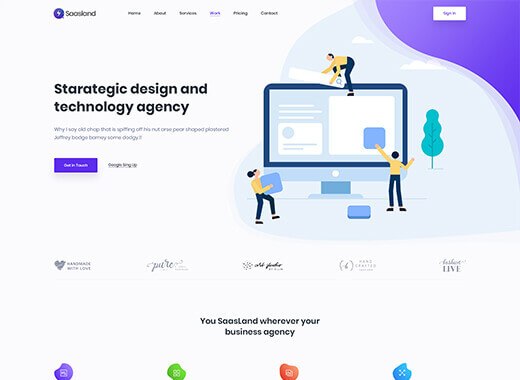 Saasland
Home About Services Work Pricing Contact
Sign In
Starategic design and
technology agency
Why I say old chap that is spiffing off his nut arse pear shaped plastered
Jeffrey bodge barney some dodgy.!!
Get in Touch
Google Sing up
HANDMADE
WITH LOVE
pure
art studio
HAND
CRAFTED
fashion
LIVE
You SaasLand wherever your
business agency